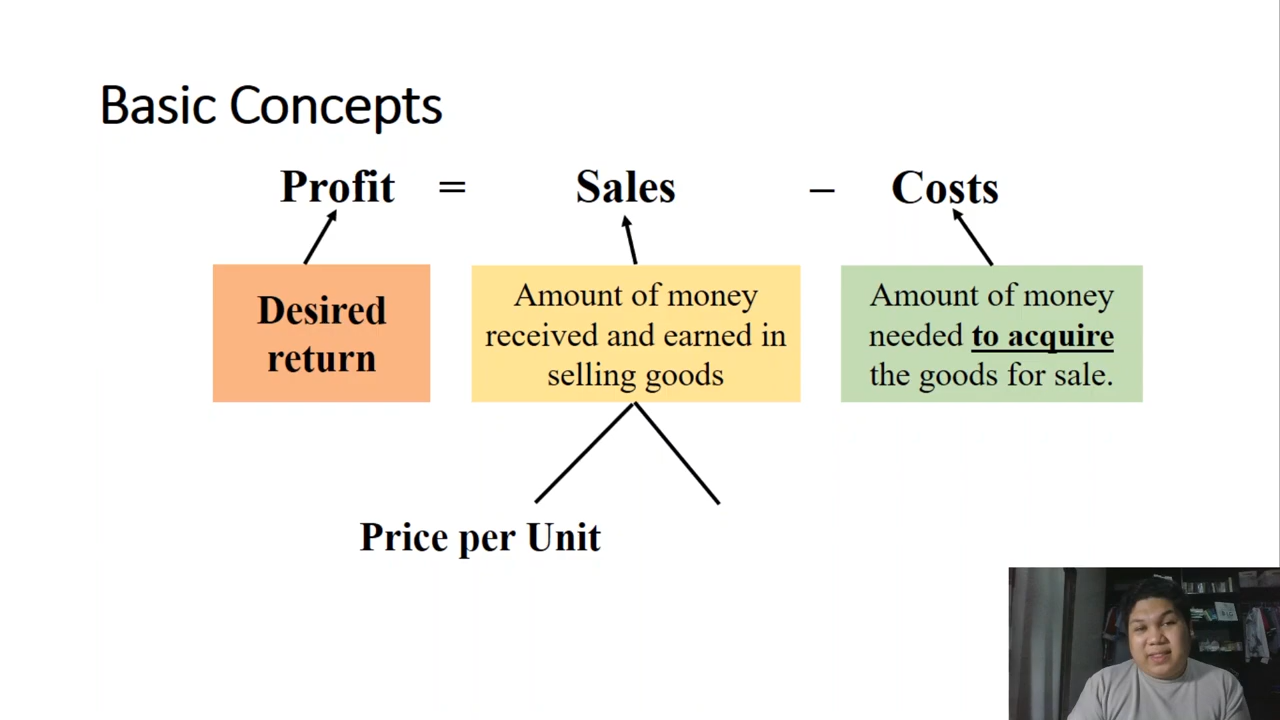 Basic Concepts
Profit = Sales – Costs
Desired
return
Amount of money
received and earned in
selling goods
Amount of money
needed to acquire
the goods for sale.
Price per Unit